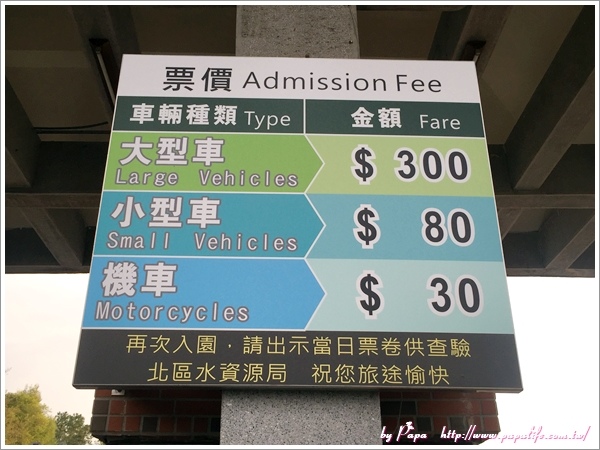 票價 Admission Fee
車輛種類 Type 金額 Fare
大型車 $ 300
Large Vehicles
小型車 $ 80
Small Vehicles
機車 $ 30
Motorcycles
再次入園，請出示當日票卷供查驗
北區水資源局 祝您旅途愉快
by Papa http://www.papalife.com.tw/